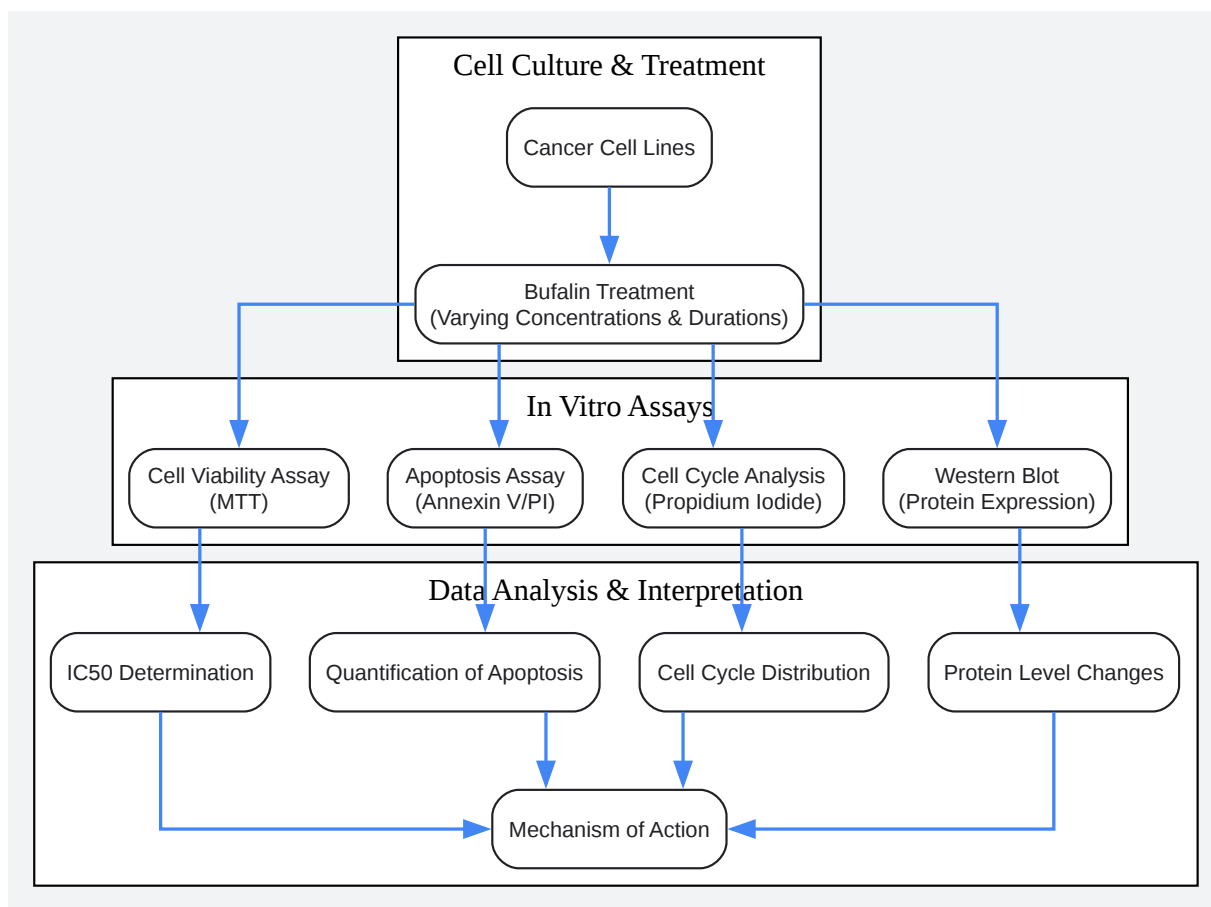 Cell Culture & Treatment
Cancer Cell Lines
Bufalin Treatment
(Varying Concentrations & Durations)
In Vitro Assays
Cell Viability Assay
(MTT)
Apoptosis Assay
(Annexin V/PI)
Cell Cycle Analysis
(Propidium Iodide)
Western Blot
(Protein Expression)
Data Analysis & Interpretation
IC50 Determination
Quantification of Apoptosis
Cell Cycle Distribution
Protein Level Changes
Mechanism of Action